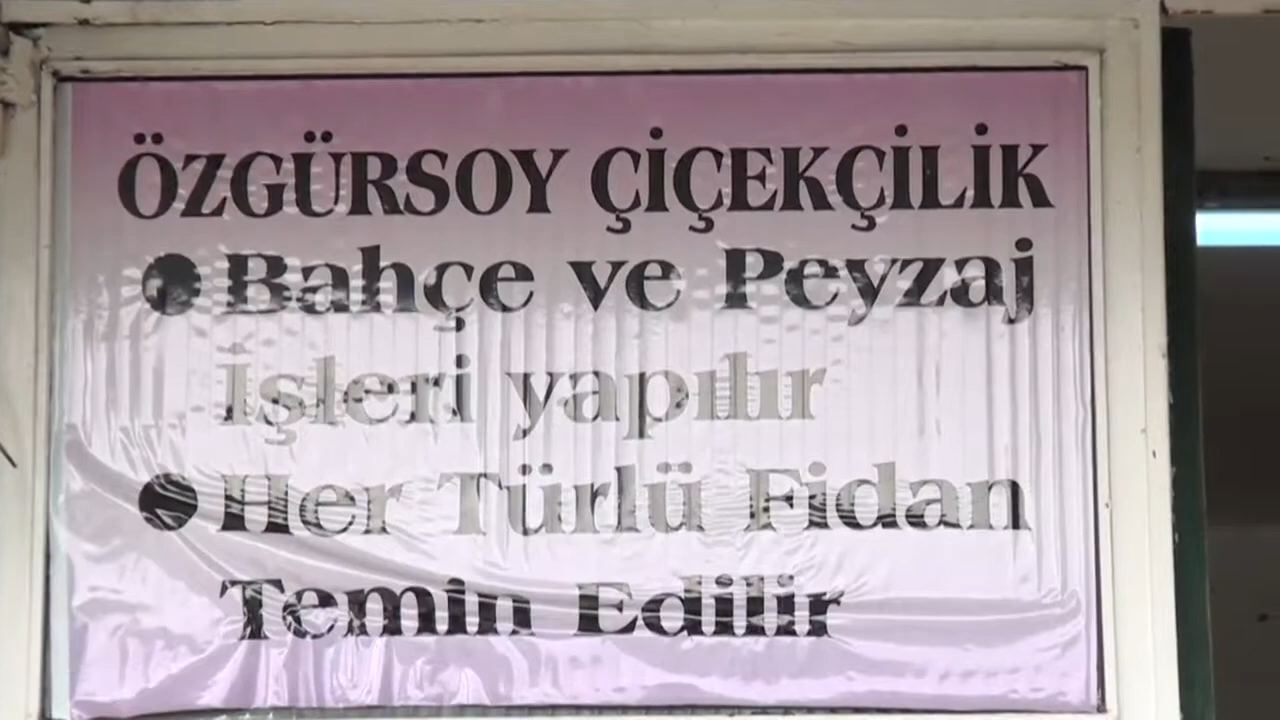 ÖZGÜRSOY ÇİÇEKÇİLİK
● Bahçe ve Peyzaj
İşleri yapılır
● Her Türlü Fidan
Temin Edilir